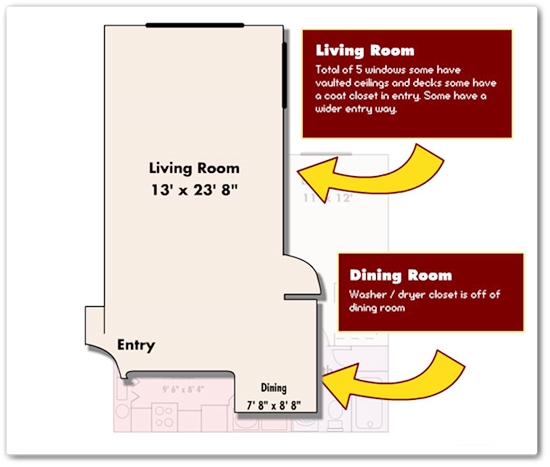 Living Room
Total of 5 windows some have
vaulted ceilings and decks some have
a coat closet in entry. Some have a
wider entry way.
Living Room
13' x 23' 8"
Dining Room
Washer / dryer closet is off of
dining room
Entry
Dining
7' 8" x 8' 8"
9' 6" x 8' 4"